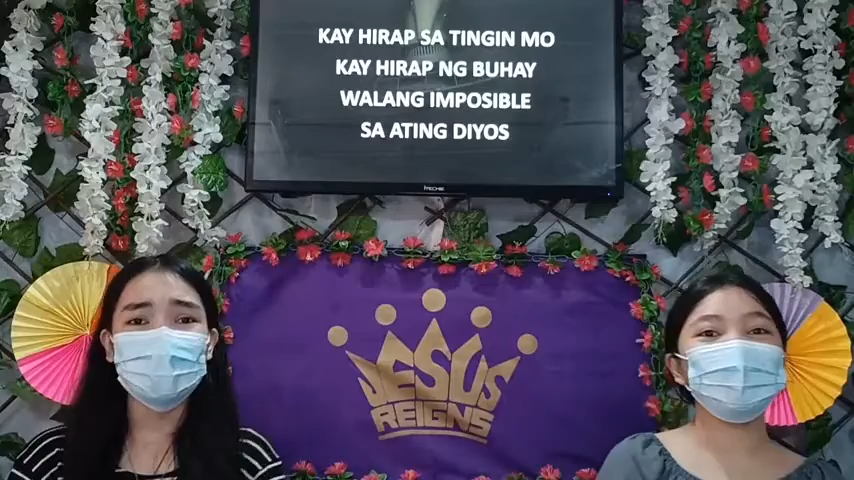 KAY HIRAP SA TINGIN MO
KAY HIRAP NG BUHAY
WALANG IMPOSIBLE
SA ATING DIYOS
JESUS
REIGNS